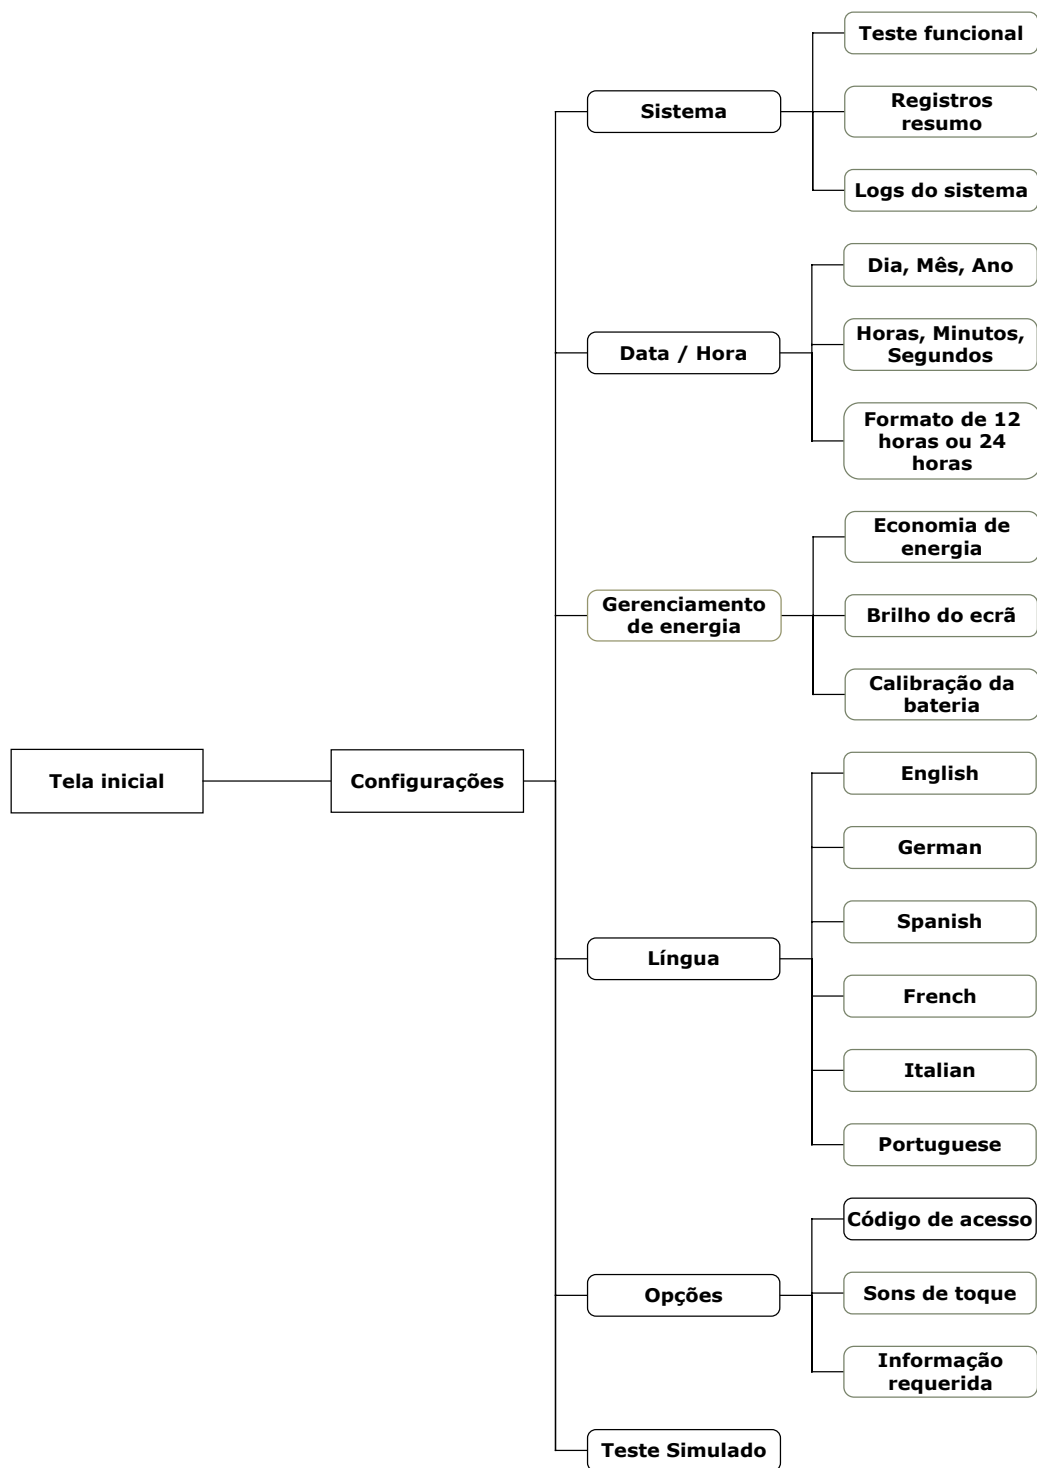 Teste funcional
Sistema
Registros
resumo
Logs do sistema
Dia, Mês, Ano
Data / Hora
Horas, Minutos,
Segundos
Formato de 12
horas ou 24
horas
Economia de
energia
Gerenciamento
de energia
Brilho do ecrã
Calibração da
bateria
Tela inicial
Configurações
English
German
Spanish
Língua
French
Italian
Portuguese
Código de acesso
Opções
Sons de toque
Informação
requerida
Teste Simulado